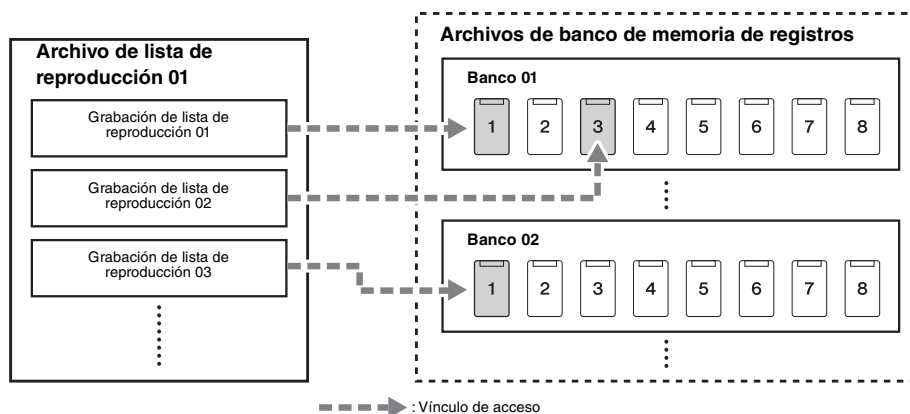 Archivo de lista de
reproducción 01
Grabación de lista de
reproducción 01
Grabación de lista de
reproducción 02
Grabación de lista de
reproducción 03
Archivos de banco de memoria de registros
Banco 01
1 2 3 4 5 6 7 8
Banco 02
1 2 3 4 5 6 7 8
: Vínculo de acceso